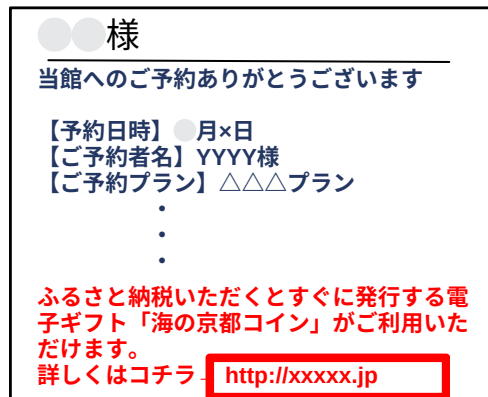 ●●様
当館へのご予約ありがとうございます
【予約日時】●月×日
【ご予約者名】YYYY様
【ご予約プラン】△△△プラン
・
・
・
ふるさと納税いただくとすぐに発行する電
子ギフト「海の京都コイン」がご利用いた
だけます。
詳しくはコチラ→ http://xxxxx.jp